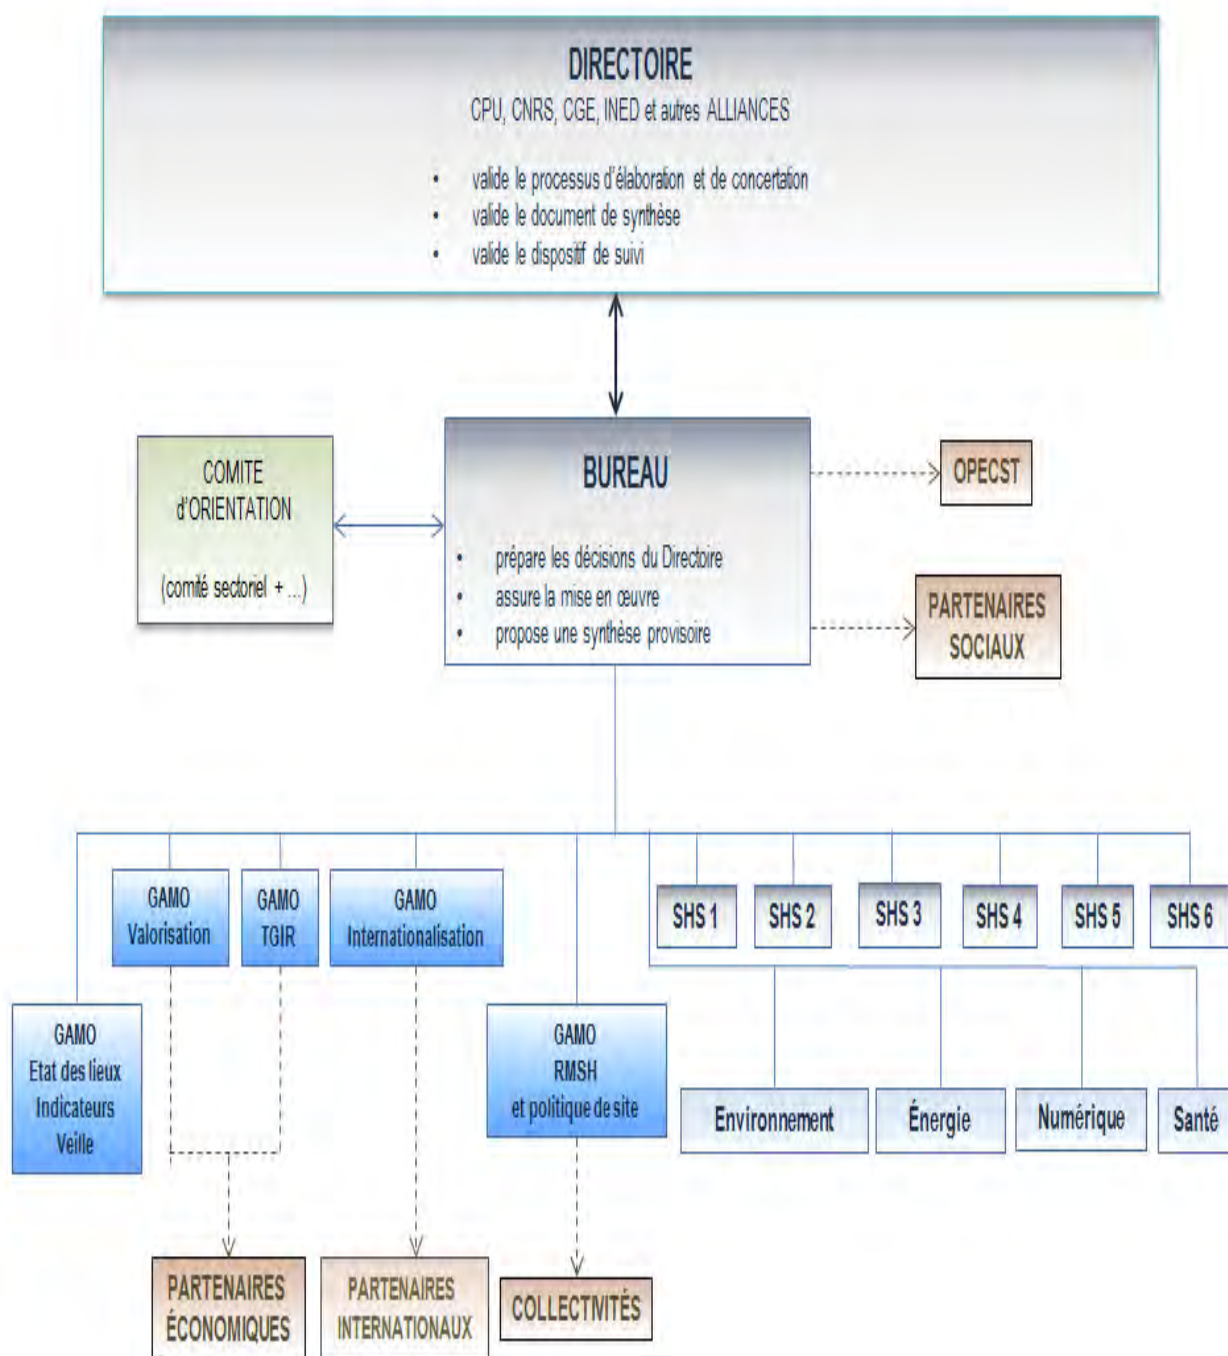 DIRECTOIRE
CPU, CNRS, CGE, INED et autres ALLIANCES
• valide le processus d'élaboration et de concertation
• valide le document de synthèse
• valide le dispositif de suivi
COMITE
d'ORIENTATION
(comité sectoriel + ...)
BUREAU
• prépare les décisions du Directoire
• assure la mise en œuvre
• propose une synthèse provisoire
OPECST
PARTENAIRES
SOCIAUX
GAMO
Valorisation
GAMO
TGIR
GAMO
Internationalisation
SHS 1
SHS 2
SHS 3
SHS 4
SHS 5
SHS 6
GAMO
Etat des lieux
Indicateurs
Veille
GAMO
RMSH
et politique de site
Environnement
Énergie
Numérique
Santé
PARTENAIRES
ÉCONOMIQUES
PARTENAIRES
INTERNATIONAUX
COLLECTIVITÉS